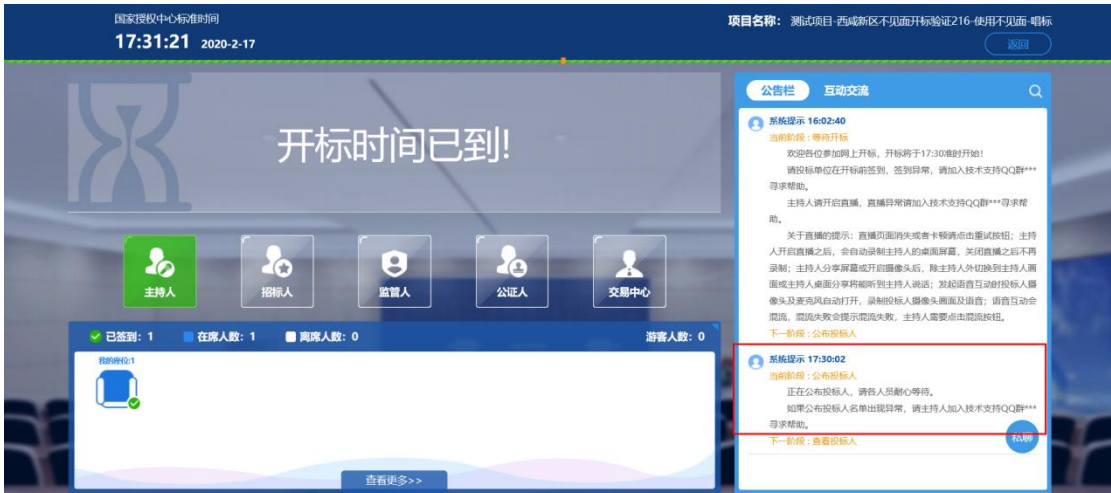 国家授权中心标准时间
17:31:21 2020-2-17
项目名称： 测试项目-西咸新区不见面开标验证216-使用不见面-唱标
返回
开标时间已到!
主持人
招标人
监管人
公证人
交易中心
已签到：1 在席人数：1 离席人数：0 游客人数：0
我的座位:1
查看更多>>
公告栏 互动交流
系统提示 16:02:40
当前阶段 : 等待开标
欢迎各位参加网上开标，开标将于17:30准时开始!
请投标单位在开标前签到，签到异常，请加入技术支持QQ群***
寻求帮助。
主持人请开启直播，直播异常请加入技术支持QQ群***寻求帮
助。
关于直播的提示：直播页面消失或者卡顿请点击重试按钮；主持
人开启直播之后，会自动录制主持人的桌面屏幕，关闭直播之后不再
录制；主持人分享屏幕或开启摄像头后，除主持人外切换到主持人画
面或主持人桌面分享将能听到主持人说话；发起语音互动时投标人摄
像头及麦克风自动打开，录制投标人摄像头画面及语音；语音互动会
混流，混流失败会提示混流失败，主持人需要点击混流按钮。
下一阶段 : 公布投标人
系统提示 17:30:02
当前阶段 : 公布投标人
正在公布投标人，请各人员耐心等待。
如果公布投标人名单出现异常，请主持人加入技术支持QQ群***
寻求帮助。
下一阶段 : 查看投标人
私聊